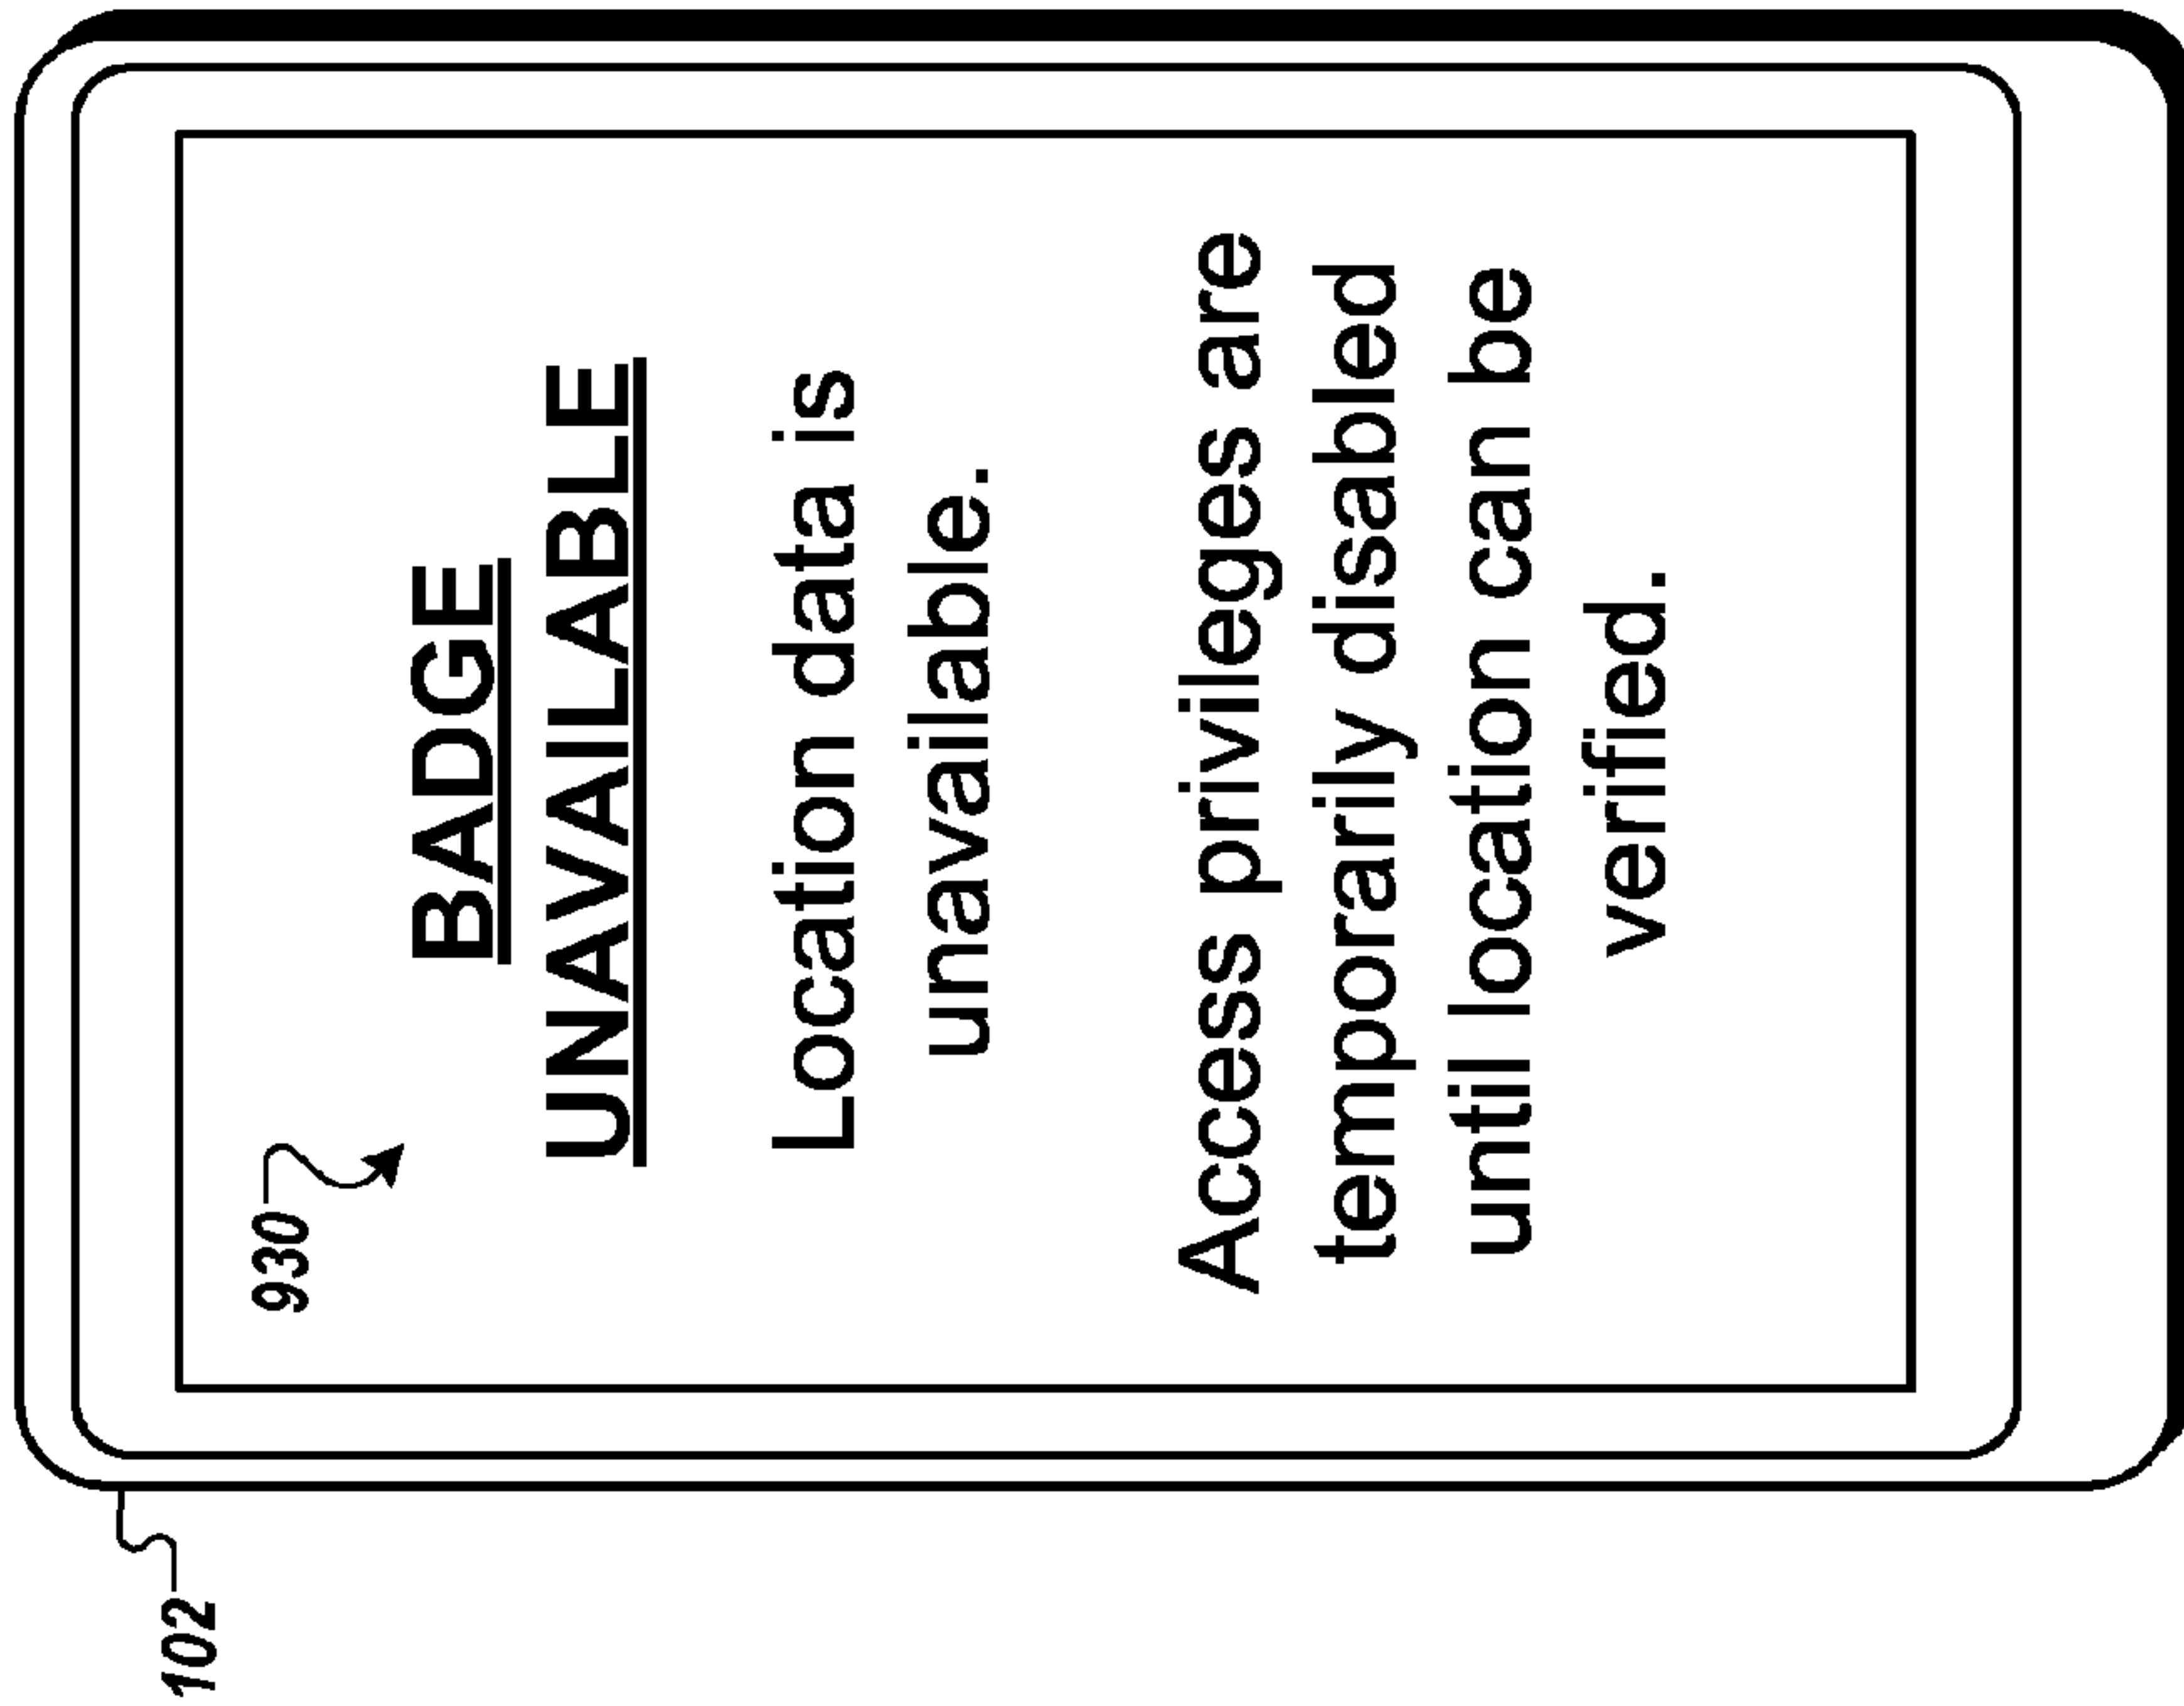 102
930
BADGE
UNAVAILABLE
Location data is
unavailable.
Access privileges are
temporarily disabled
until location can be
verified.